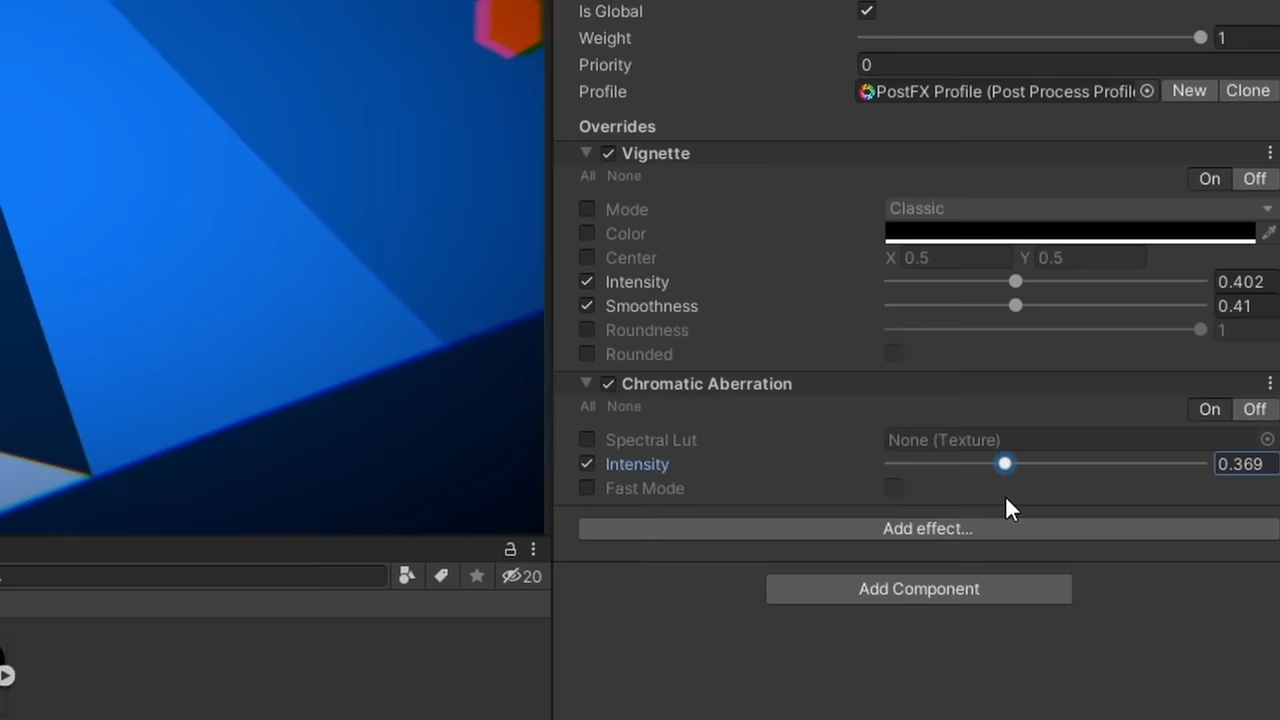 Is Global
Weight 1
Priority 0
Profile PostFX Profile (Post Process Profil New Clone
Overrides
Vignette
All None On Off
Mode Classic
Color
Center X 0.5 Y 0.5
Intensity 0.402
Smoothness 0.41
Roundness 1
Rounded
Chromatic Aberration
All None On Off
Spectral Lut None (Texture)
Intensity 0.369
Fast Mode
Add effect...
20
Add Component